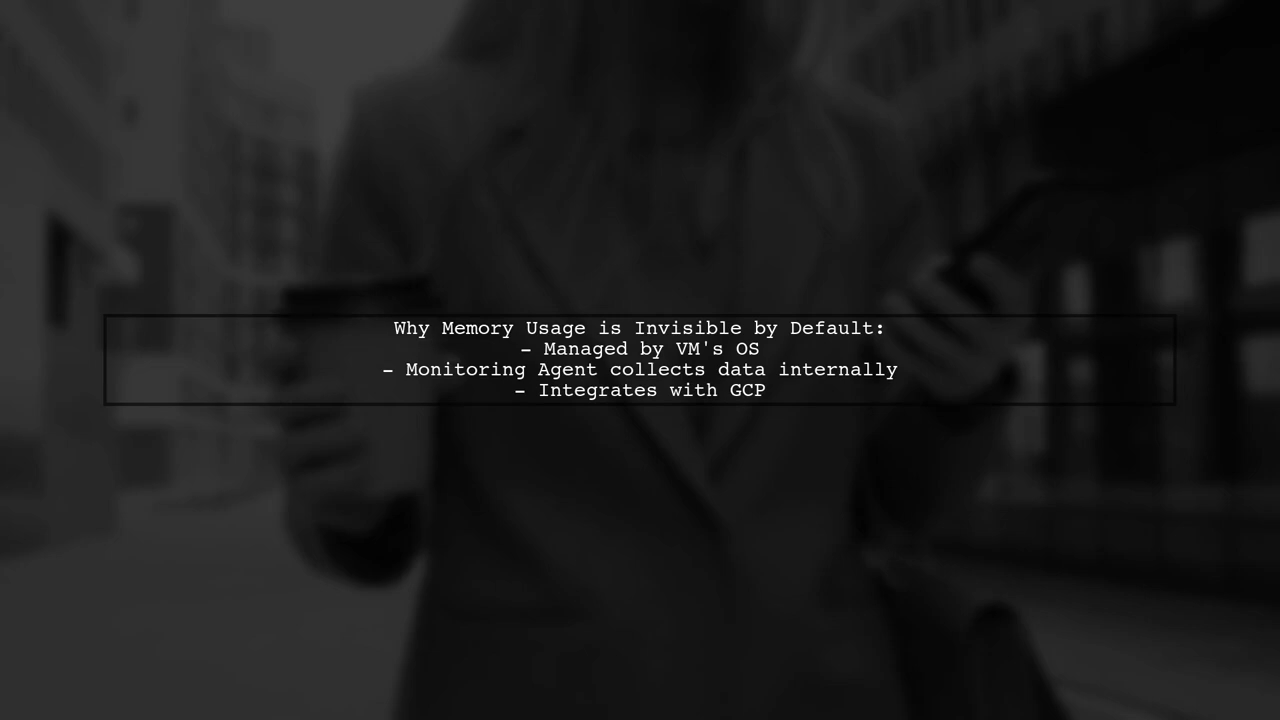 Why Memory Usage is Invisible by Default:
- Managed by VM's OS
- Monitoring Agent collects data internally
- Integrates with GCP